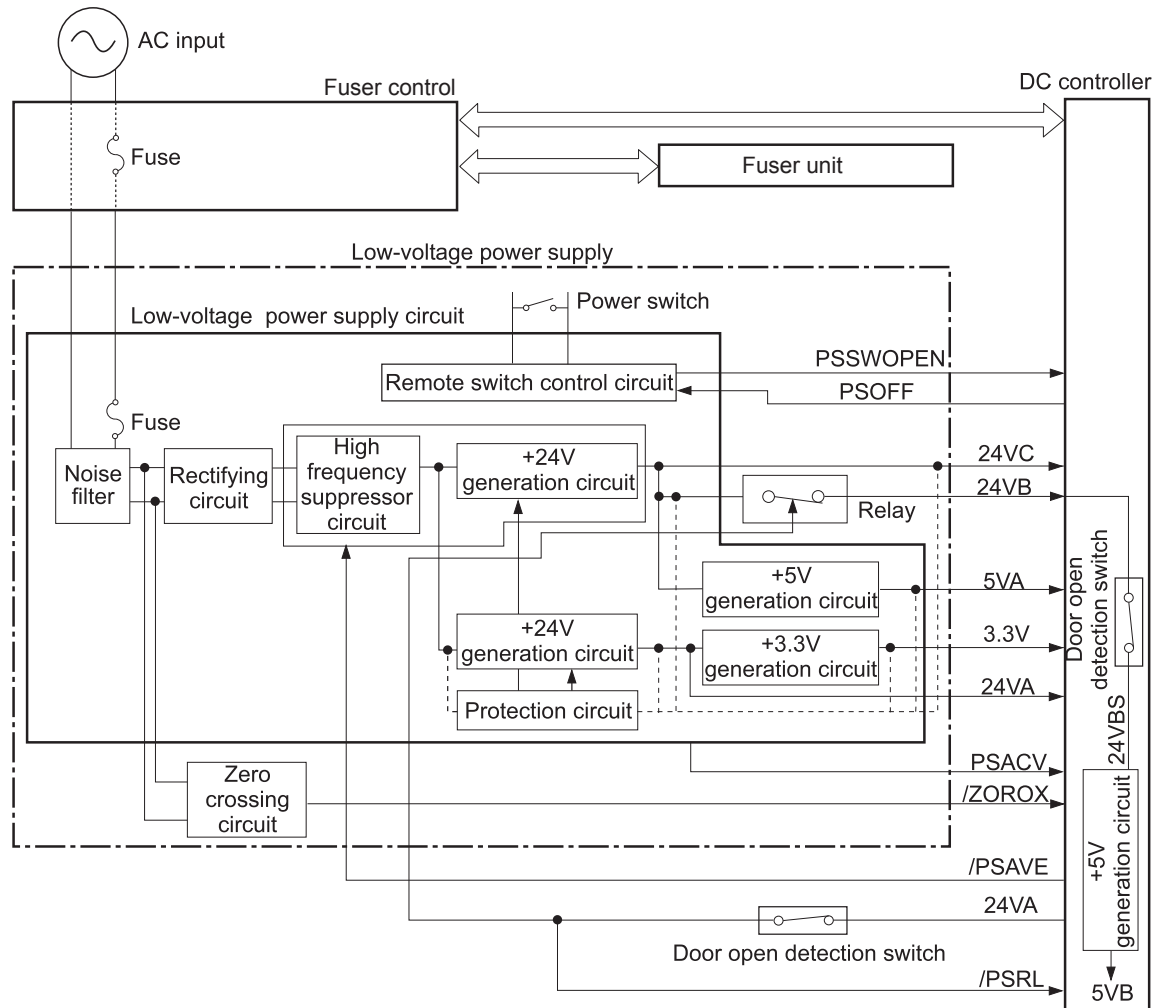 AC input
DC controller
Fuser control
Fuse
Fuser unit
Low-voltage power supply
Power switch
Low-voltage power supply circuit
PSSWOPEN
Remote switch control circuit
PSOFF
Fuse
Noise
filter
Rectifying
circuit
High
frequency
suppressor
circuit
+24V
generation circuit
24VC
24VB
Relay
+5V
generation circuit
5VA
Door open
detection switch
+24V
generation circuit
+3.3V
generation circuit
3.3V
24VA
Protection circuit
24VBS
PSACV
Zero
crossing
circuit
/ZOROX
+5V
generation circuit
/PSAVE
24VA
Door open detection switch
/PSRL
5VB